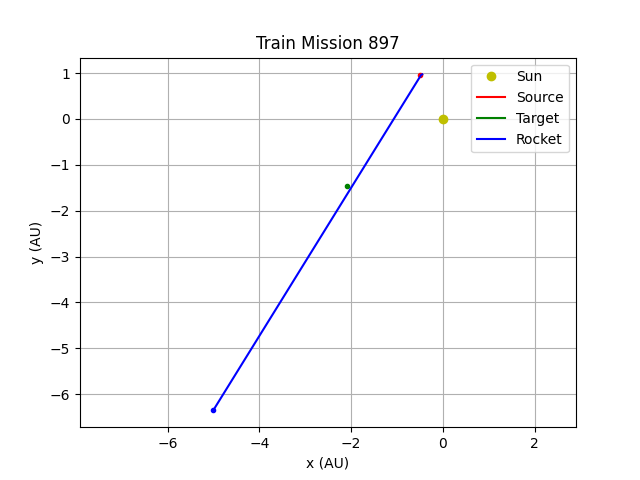 Train Mission 897
Sun
Source
Target
Rocket
1
0
−1
−2
−3
−4
−5
−6
y (AU)
−6
−4
−2
0
2
x (AU)